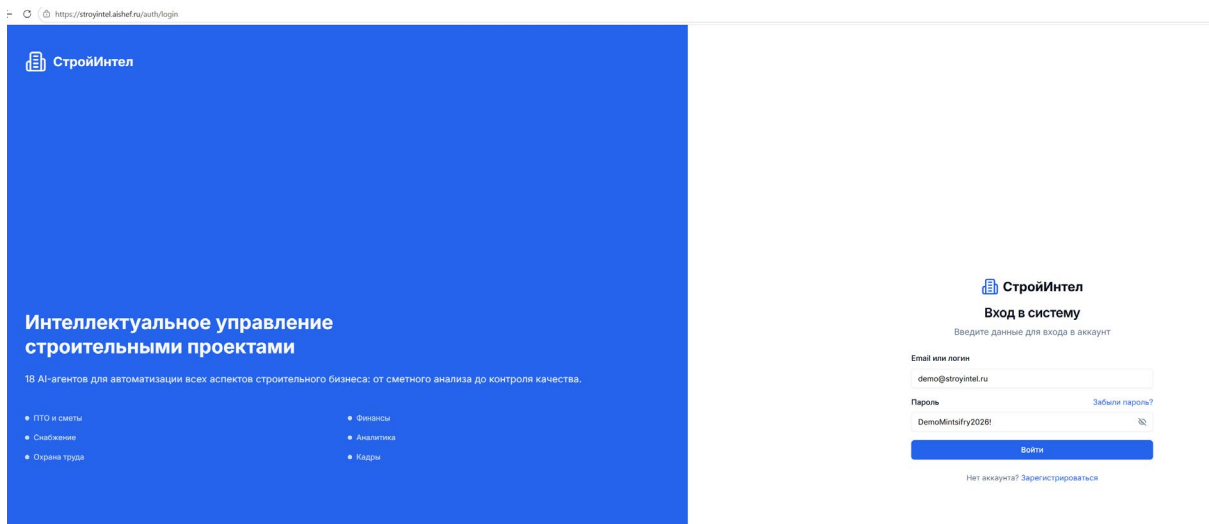 https://stroyintel.aishef.ru/auth/login
СтройИнтел
Интеллектуальное управление
строительными проектами
18 AI-агентов для автоматизации всех аспектов строительного бизнеса: от сметного анализа до контроля качества.
ПТО и сметы
Финансы
Снабжение
Аналитика
Охрана труда
Кадры
СтройИнтел
Вход в систему
Введите данные для входа в аккаунт
Email или логин
demo@stroyintel.ru
Пароль Забыли пароль?
DemoMintsifry2026!
Войти
Нет аккаунта? Зарегистрироваться